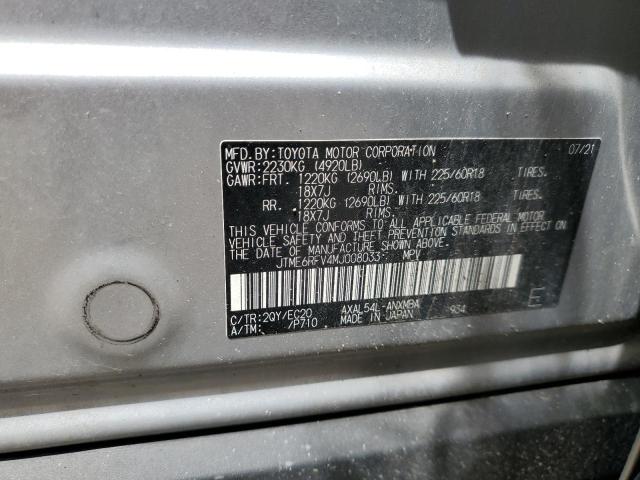 MFD. BY: TOYOTA MOTOR CORPORATION 07/21
GVWR: 2230KG (4920LB)
GAWR: FRT. 1220KG (2690LB) WITH 225/60R18 TIRES.
18X7J RIMS.
RR. 1220KG (2690LB) WITH 225/60R18 TIRES.
18X7J RIMS.
THIS VEHICLE CONFORMS TO ALL APPLICABLE FEDERAL MOTOR
VEHICLE SAFETY AND THEFT PREVENTION STANDARDS IN EFFECT ON
THE DATE OF MANUFACTURE SHOWN ABOVE.
JTME6RFV4MJ008033 MPV
C/TR: 2QY/EC20 AXAL54L-ANXMBA 954 E
A/TM: /P710 MADE IN JAPAN